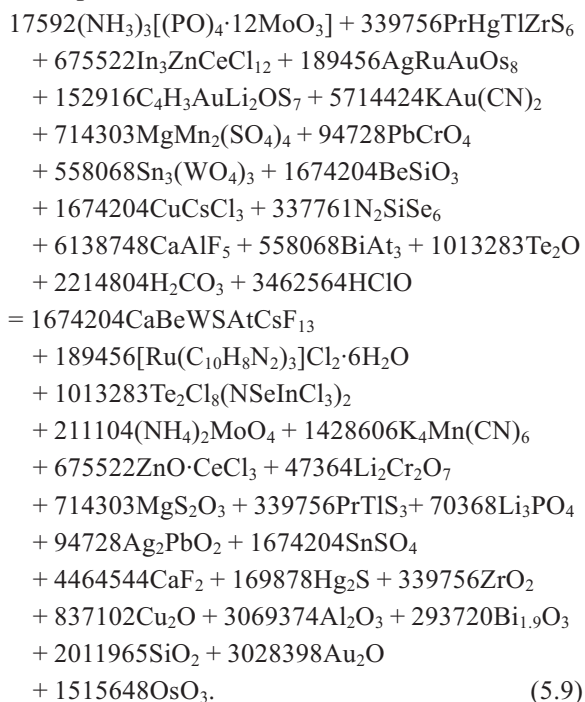 17592(NH₃)₃[(PO)₄·12MoO₃] + 339756PrHgTlZrS₆
+ 675522In₃ZnCeCl₁₂ + 189456AgRuAuOs₈
+ 152916C₄H₃AuLi₂OS₇ + 5714424KAu(CN)₂
+ 714303MgMn₂(SO₄)₄ + 94728PbCrO₄
+ 558068Sn₃(WO₄)₃ + 1674204BeSiO₃
+ 1674204CuCsCl₃ + 337761N₂SiSe₆
+ 6138748CaAlF₅ + 558068BiAt₃ + 1013283Te₂O
+ 2214804H₂CO₃ + 3462564HClO
= 1674204CaBeWSAtCsF₁₃
+ 189456[Ru(C₁₀H₈N₂)₃]Cl₂·6H₂O
+ 1013283Te₂Cl₈(NSeInCl₃)₂
+ 211104(NH₄)₂MoO₄ + 1428606K₄Mn(CN)₆
+ 675522ZnO·CeCl₃ + 47364Li₂Cr₂O₇
+ 714303MgS₂O₃ + 339756PrTlS₃+ 70368Li₃PO₄
+ 94728Ag₂PbO₂ + 1674204SnSO₄
+ 4464544CaF₂ + 169878Hg₂S + 339756ZrO₂
+ 837102Cu₂O + 3069374Al₂O₃ + 293720Bi₁.₉O₃
+ 2011965SiO₂ + 3028398Au₂O
+ 1515648OsO₃. (5.9)